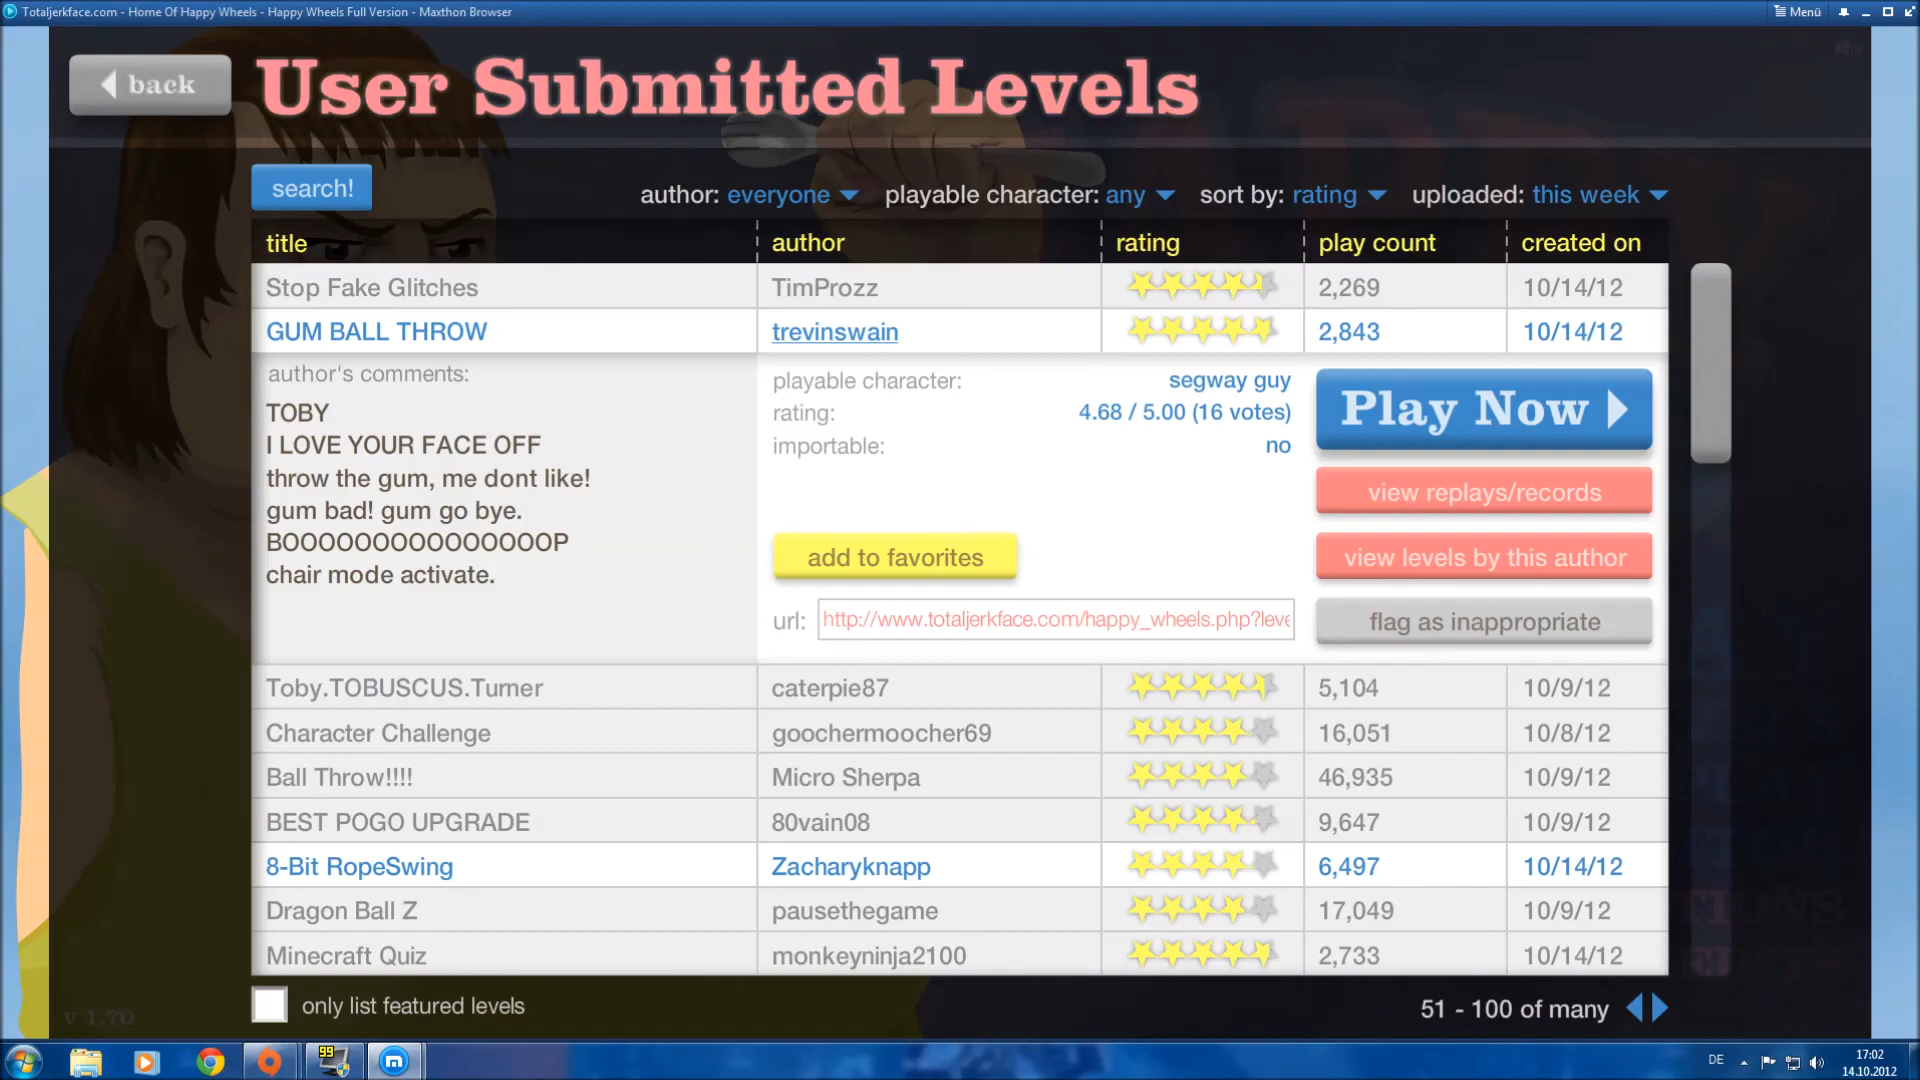 Totaljerkface.com - Home Of Happy Wheels - Happy Wheels Full Version - Maxthon Browser
Menü
back
User Submitted Levels
search!
author: everyone
playable character: any
sort by: rating
uploaded: this week
title author rating play count created on
Stop Fake Glitches TimProzz 2,269 10/14/12
GUM BALL THROW trevinswain 2,843 10/14/12
author's comments:
TOBY
I LOVE YOUR FACE OFF
throw the gum, me dont like!
gum bad! gum go bye.
BOOOOOOOOOOOOOOOP
chair mode activate.
playable character: segway guy
rating: 4.68 / 5.00 (16 votes)
importable: no
add to favorites
url: http://www.totaljerkface.com/happy_wheels.php?leve
Play Now
view replays/records
view levels by this author
flag as inappropriate
Toby.TOBUSCUS.Turner caterpie87 5,104 10/9/12
Character Challenge goochermoocher69 16,051 10/8/12
Ball Throw!!!! Micro Sherpa 46,935 10/9/12
BEST POGO UPGRADE 80vain08 9,647 10/9/12
8-Bit RopeSwing Zacharyknapp 6,497 10/14/12
Dragon Ball Z pausethegame 17,049 10/9/12
Minecraft Quiz monkeyninja2100 2,733 10/14/12
only list featured levels
51 - 100 of many
v 1.70
99
DE
17:02
14.10.2012